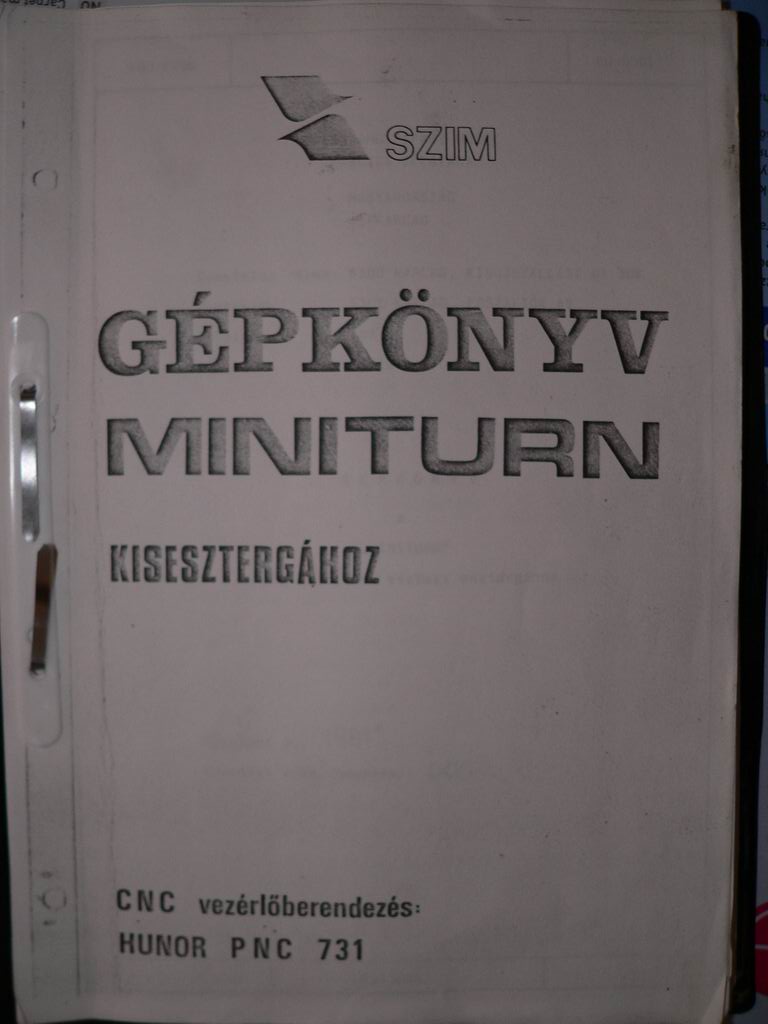 SZIM
GÉPKÖNYV
MINITURN
KISESZTERGÁHOZ
CNC vezérlőberendezés:
HUNOR PNC 731